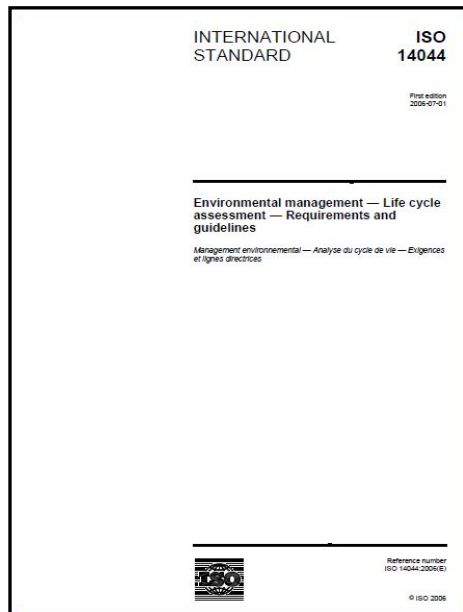 INTERNATIONAL STANDARD
ISO 14044
First edition
2006-07-01
Environmental management — Life cycle
assessment — Requirements and
guidelines
Management environnemental — Analyse du cycle de vie — Exigences
et lignes directrices
ISO
Reference number
ISO 14044:2006(E)
© ISO 2006